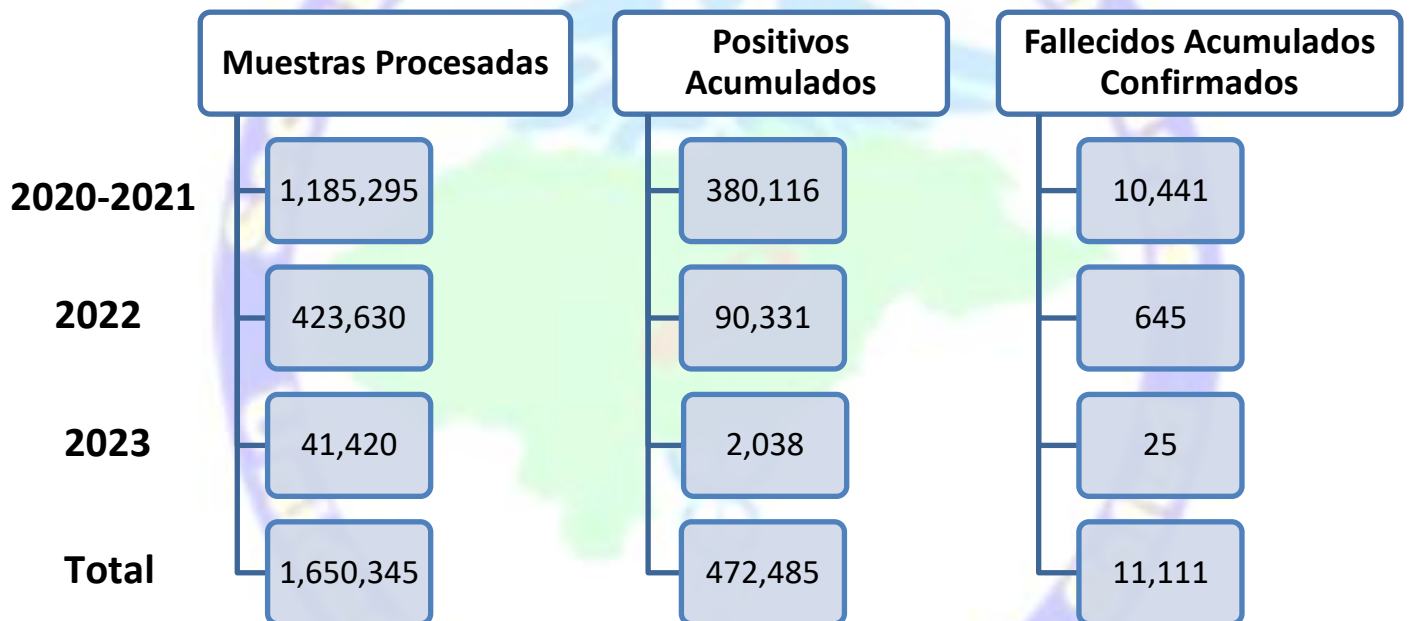 Muestras Procesadas
Positivos
Acumulados
Fallecidos Acumulados
Confirmados
2020-2021
1,185,295
380,116
10,441
2022
423,630
90,331
645
2023
41,420
2,038
25
Total
1,650,345
472,485
11,111